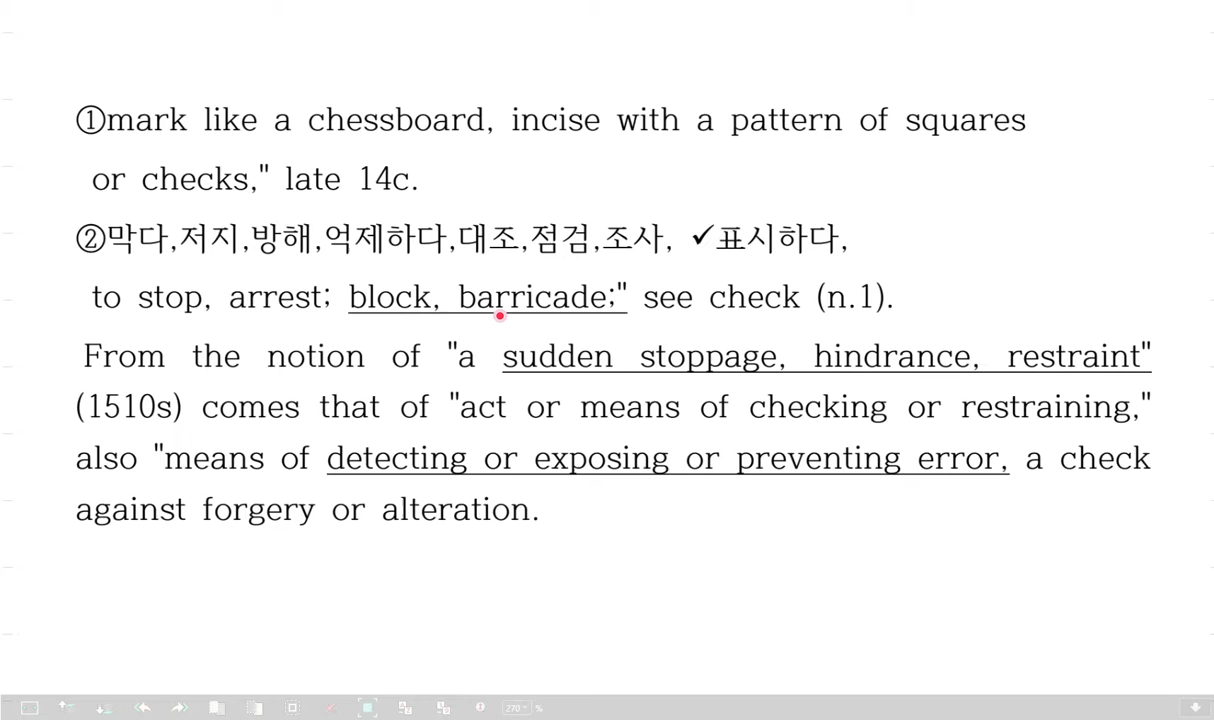 ①mark like a chessboard, incise with a pattern of squares
or checks," late 14c.
②막다,저지,방해,억제하다,대조,점검,조사, ✓표시하다,
to stop, arrest; block, barricade;" see check (n.1).
From the notion of "a sudden stoppage, hindrance, restraint"
(1510s) comes that of "act or means of checking or restraining,"
also "means of detecting or exposing or preventing error, a check
against forgery or alteration.
270 %